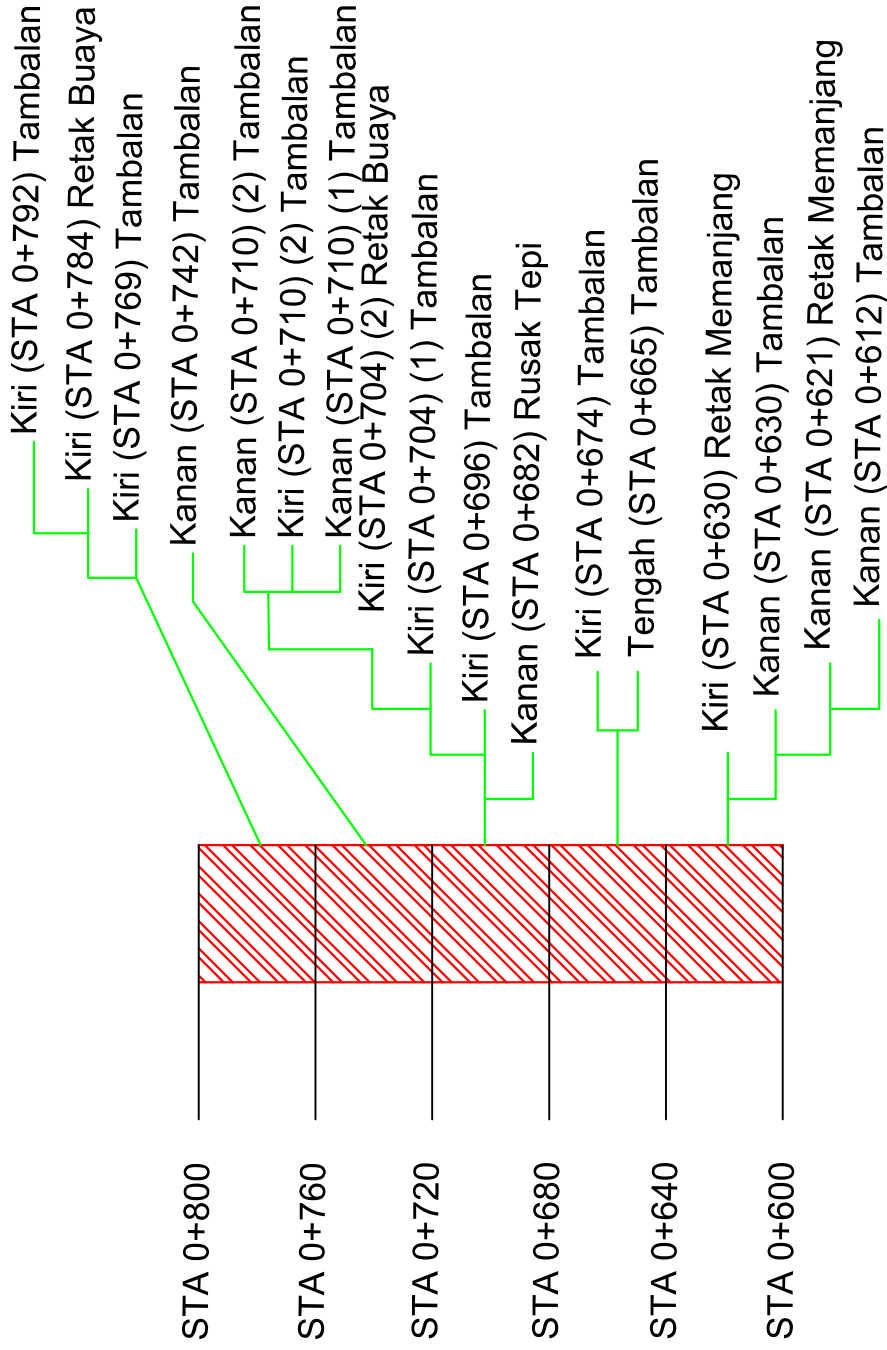 Kiri (STA 0+792) Tambalan
Kiri (STA 0+784) Retak Buaya
Kiri (STA 0+769) Tambalan
Kanan (STA 0+742) Tambalan
Kanan (STA 0+710) (2) Tambalan
Kiri (STA 0+710) (2) Tambalan
Kanan (STA 0+710) (1) Tambalan
Kiri (STA 0+704) (2) Retak Buaya
Kiri (STA 0+704) (1) Tambalan
Kiri (STA 0+696) Tambalan
Kanan (STA 0+682) Rusak Tepi
Kiri (STA 0+674) Tambalan
Tengah (STA 0+665) Tambalan
Kiri (STA 0+630) Retak Memanjang
Kanan (STA 0+630) Tambalan
Kanan (STA 0+621) Retak Memanjang
Kanan (STA 0+612) Tambalan
STA 0+800
STA 0+760
STA 0+720
STA 0+680
STA 0+640
STA 0+600